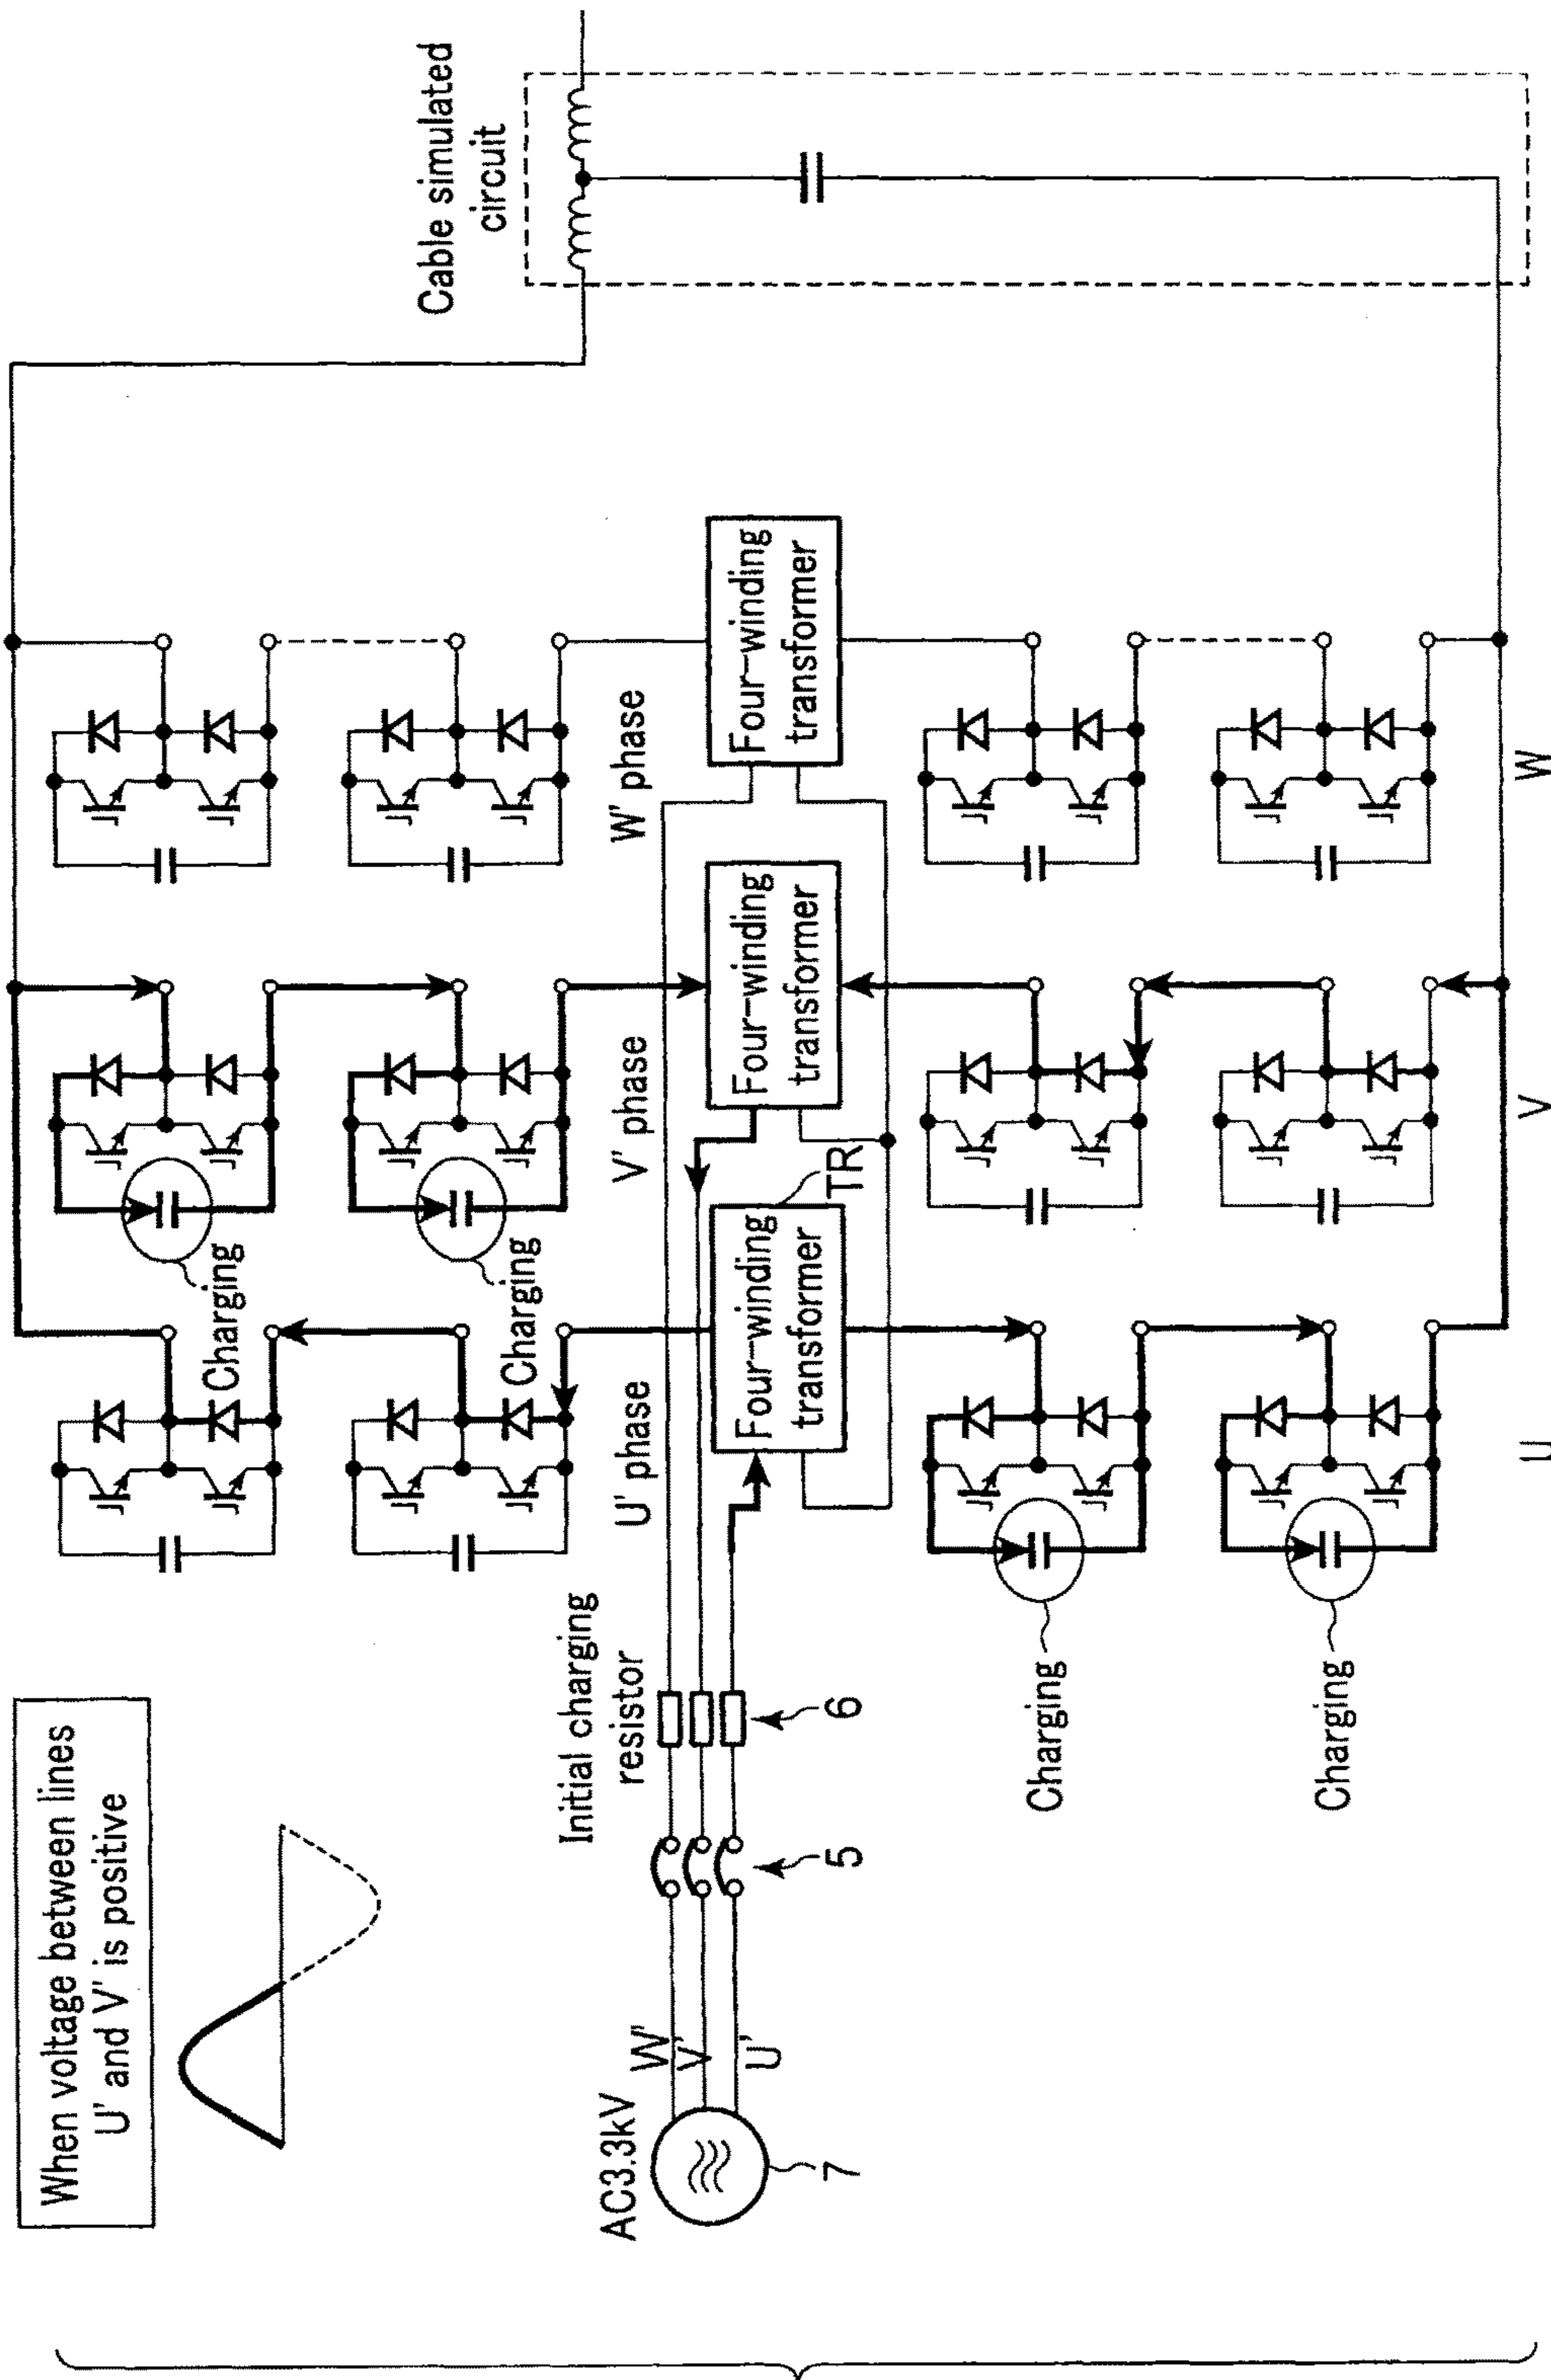 When voltage between lines
U' and V' is positive
AC3.3kV
W'
V'
U'
7
5
6
Initial charging
resistor
U' phase
V' phase
W' phase
Four-winding
transformer
TR
Four-winding
transformer
Four-winding
transformer
Charging
Charging
Charging
Charging
U
V
W
Cable simulated
circuit